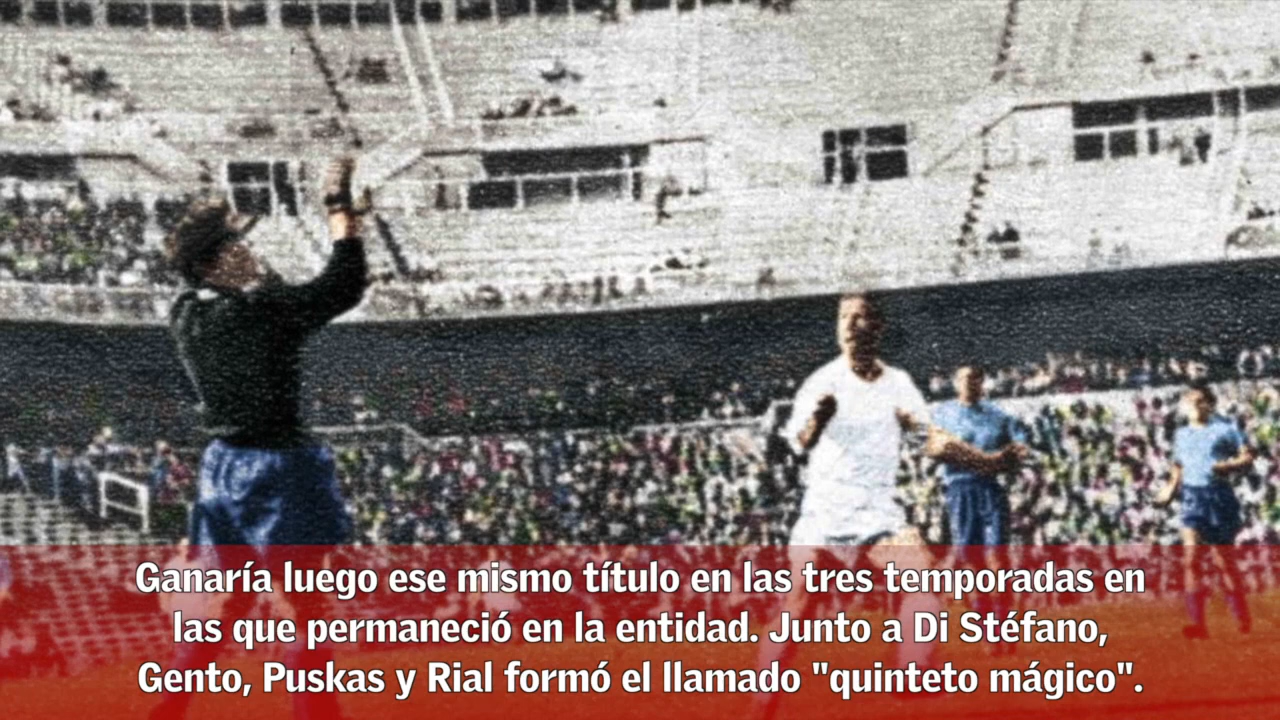 Ganaría luego ese mismo título en las tres temporadas en
las que permaneció en la entidad. Junto a Di Stéfano,
Gento, Puskas y Rial formó el llamado "quinteto mágico".